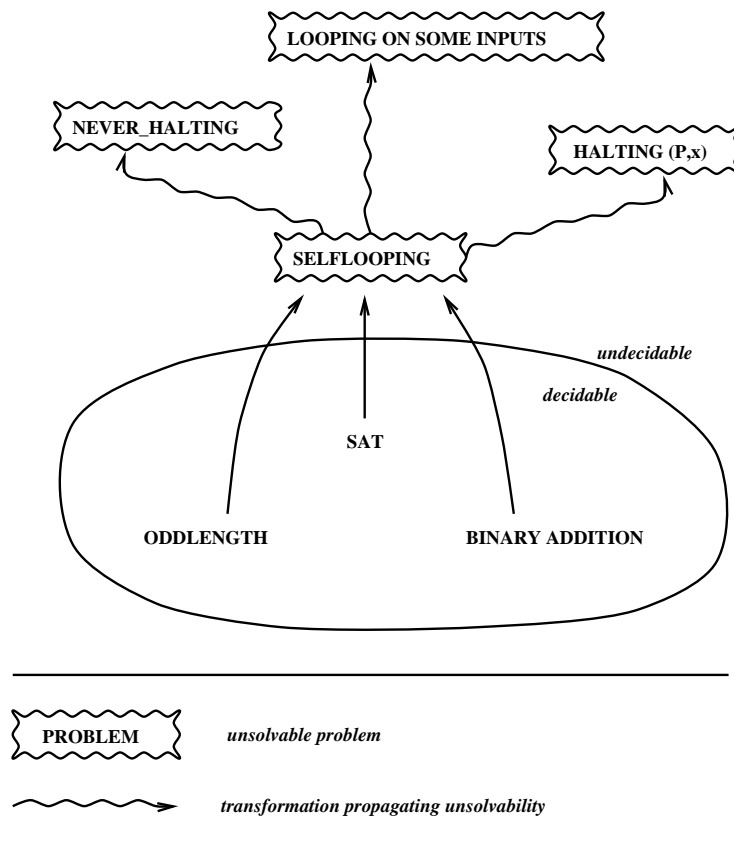 LOOPING ON SOME INPUTS
NEVER_HALTING
HALTING (P,x)
SELFLOOPING
undecidable
decidable
SAT
ODDLENGTH
BINARY ADDITION
PROBLEM
unsolvable problem
transformation propagating unsolvability